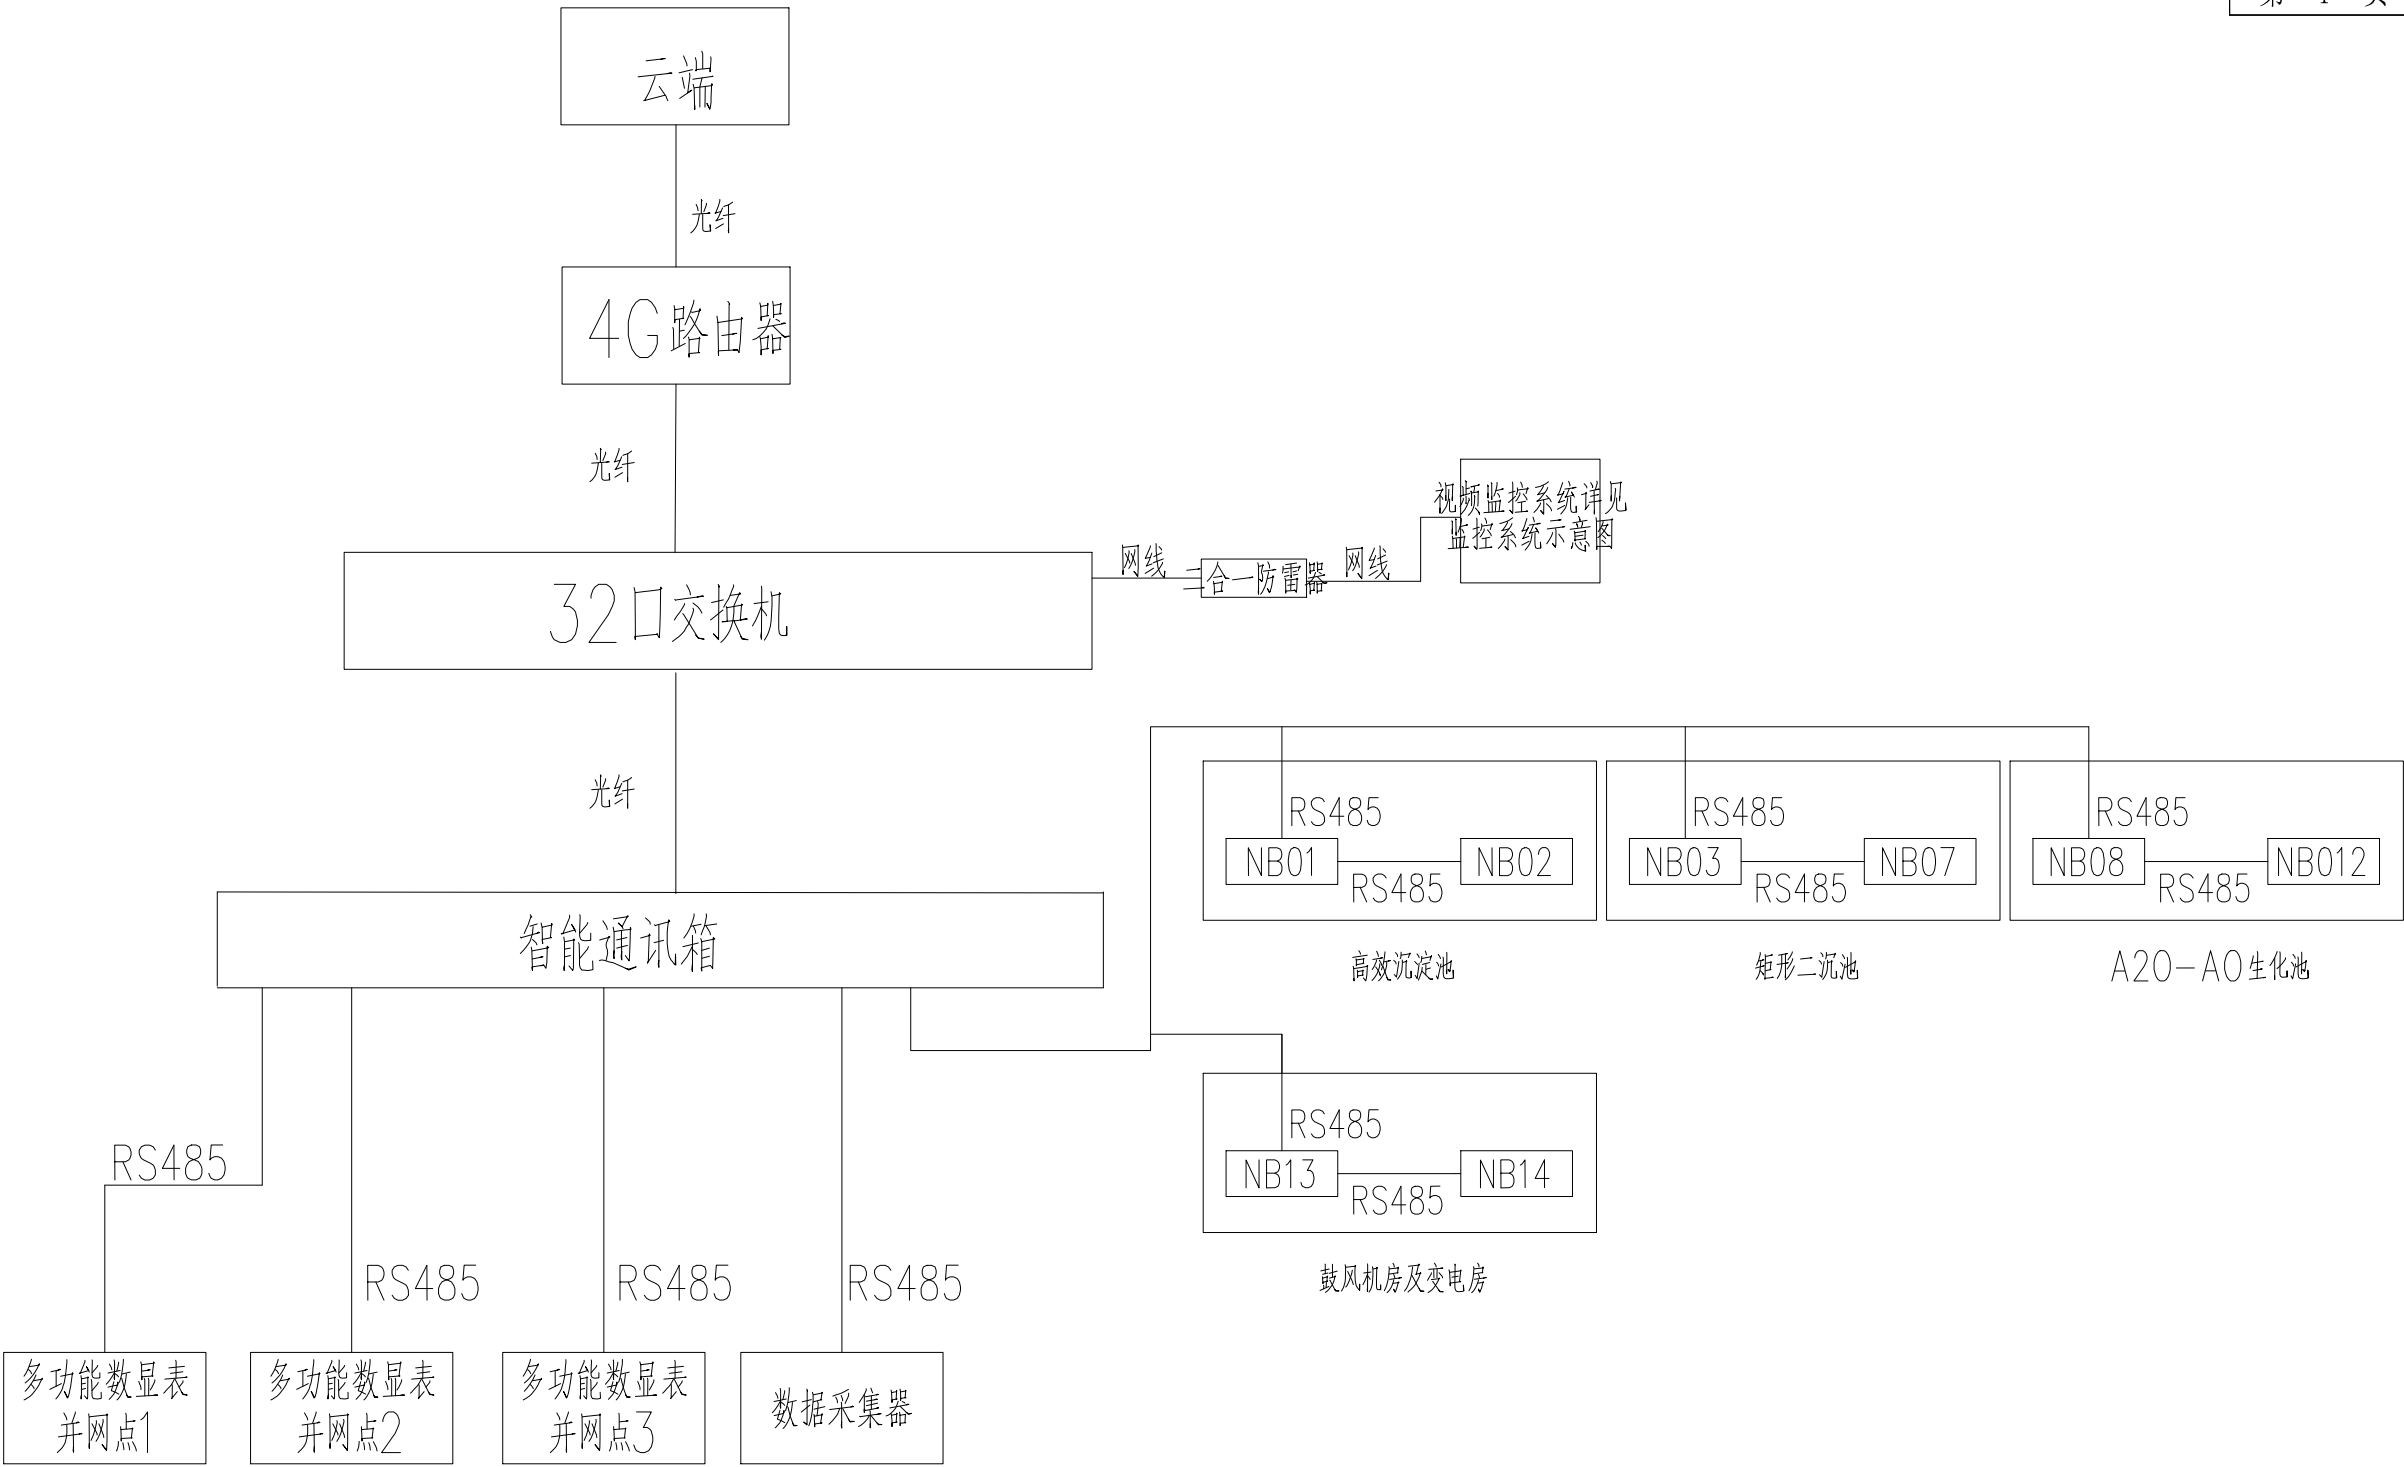 云端
光纤
4G路由器
光纤
视频监控系统详见
监控系统示意图
网线
二合一防雷器
网线
32口交换机
光纤
RS485
RS485
RS485
NB01
NB02
NB03
NB07
NB08
NB012
RS485
RS485
RS485
智能通讯箱
高效沉淀池
矩形二沉池
A2O-AO生化池
RS485
NB13
NB14
RS485
鼓风机房及变电房
RS485
RS485
RS485
RS485
多功能数显表
并网点1
多功能数显表
并网点2
多功能数显表
并网点3
数据采集器